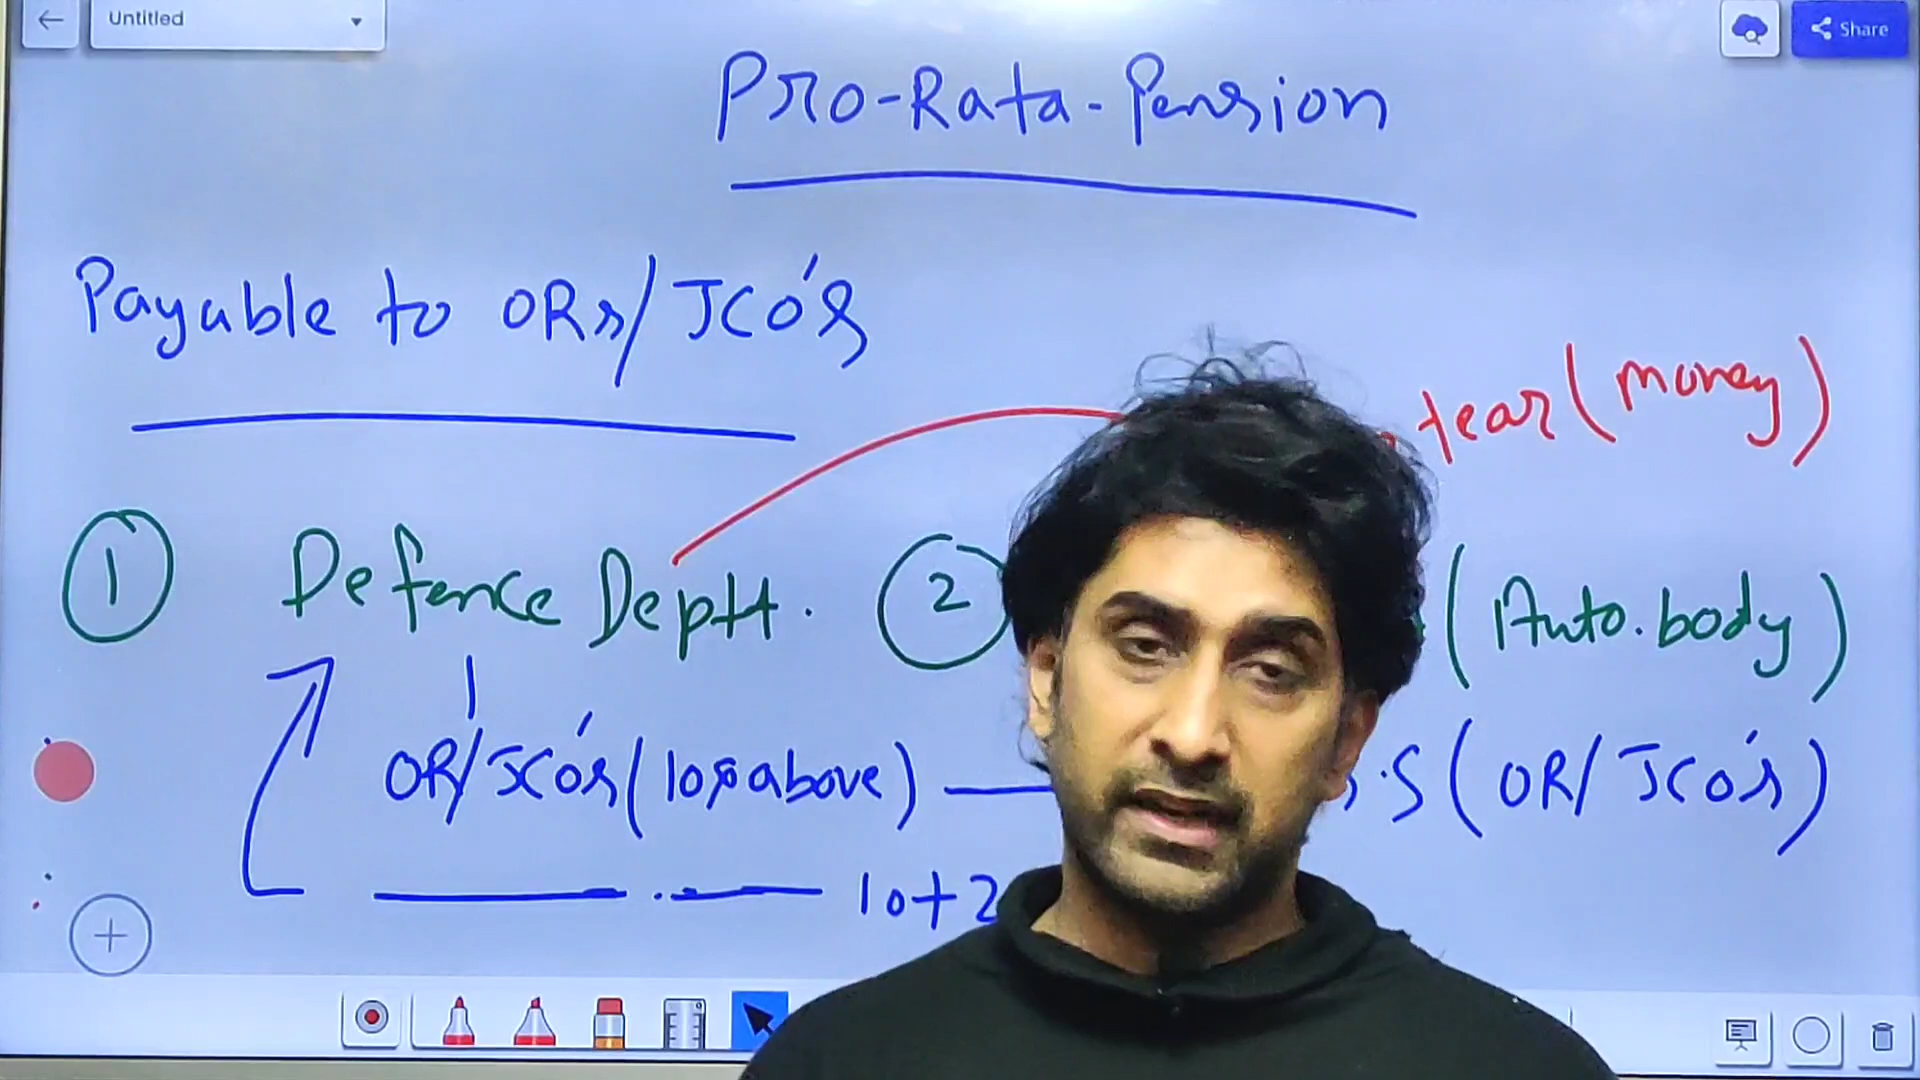 Untitled
Share
Pro-Rata-Pension
Payable to ORs/JCO's
tear (money)
1 Defence Deptt. 2 (Auto.body)
OR/JCO's (10 & above) — .S (OR/JCO's)
10+2